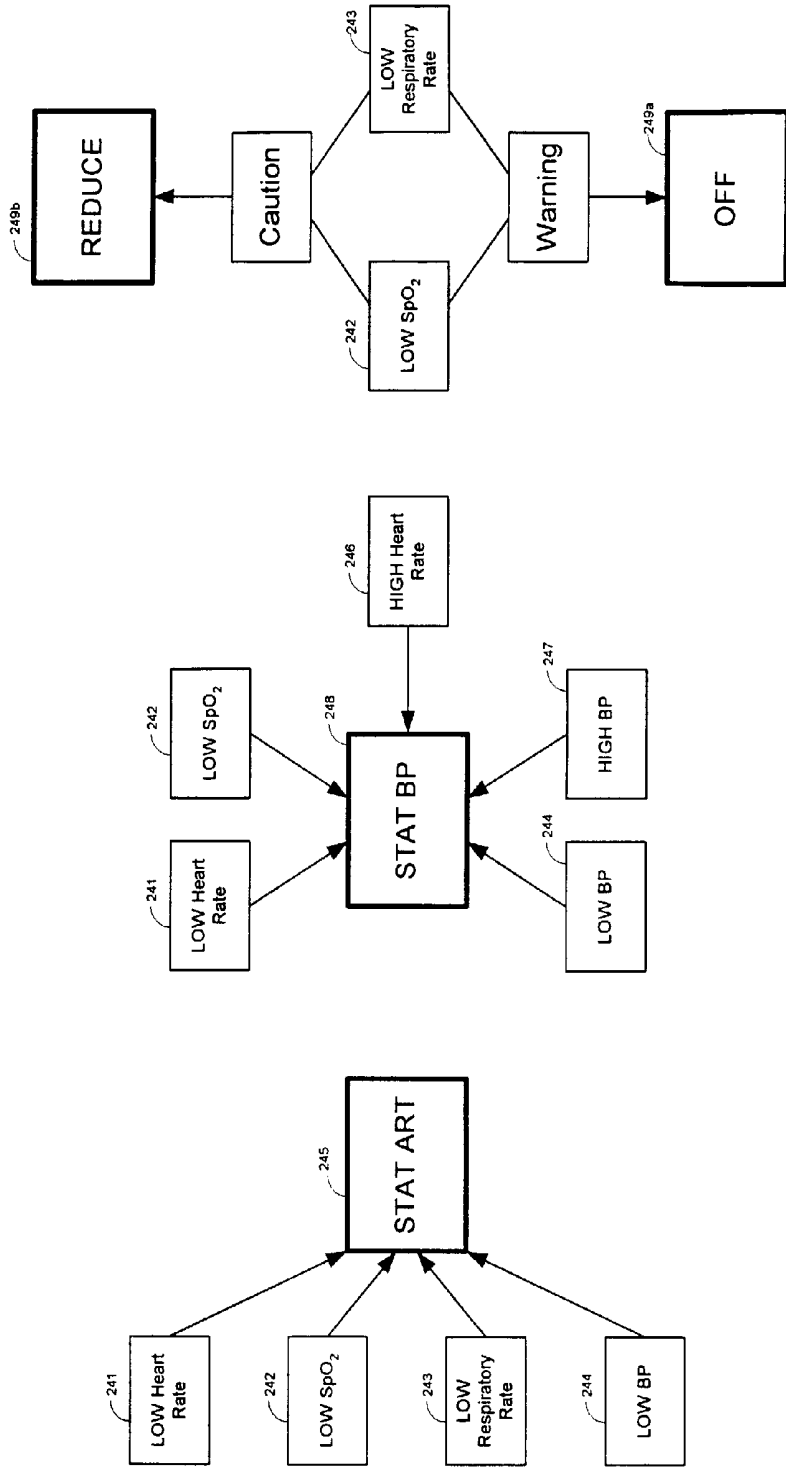 241
LOW Heart
Rate
242
LOW SpO₂
243
LOW
Respiratory
Rate
244
LOW BP
245
STAT ART
241
LOW Heart
Rate
242
LOW SpO₂
248
STAT BP
246
HIGH Heart
Rate
244
LOW BP
247
HIGH BP
249b
REDUCE
Caution
242
LOW SpO₂
243
LOW
Respiratory
Rate
Warning
249a
OFF